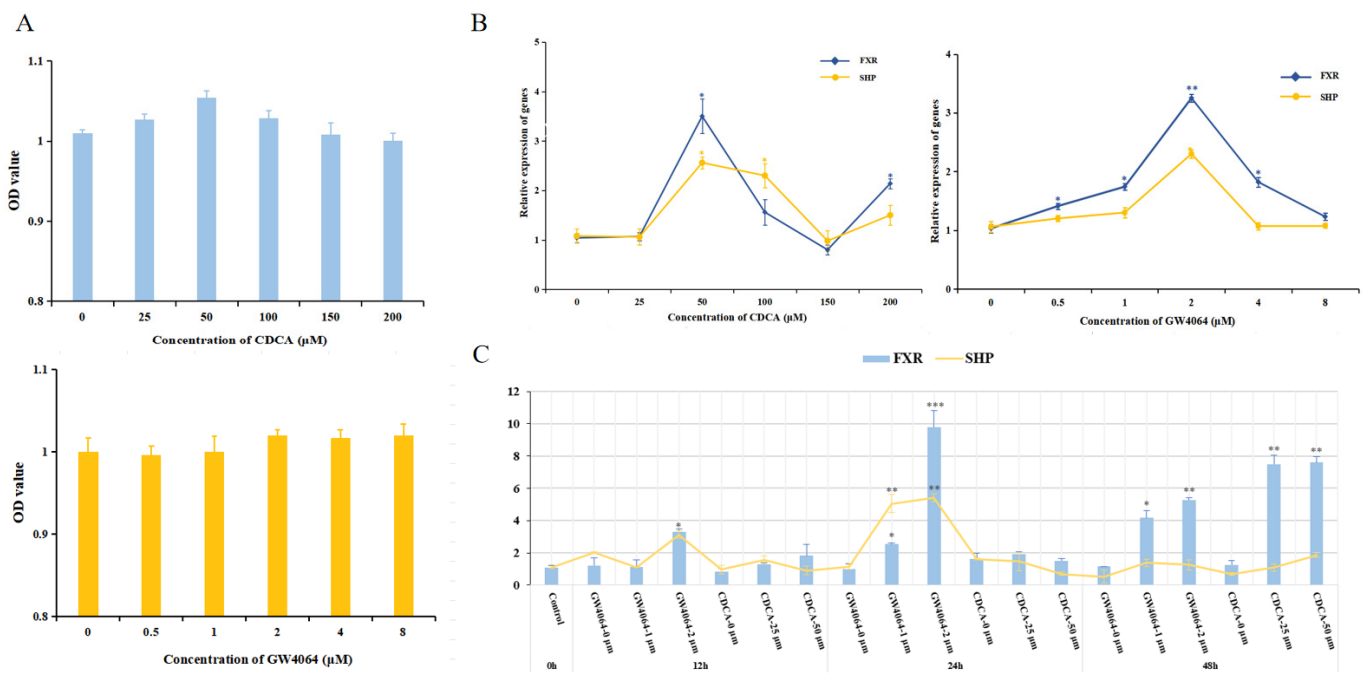 A
1.1
1
0.9
0.8
OD value
0 25 50 100 150 200
Concentration of CDCA (μM)
1.1
1
0.9
0.8
OD value
0 0.5 1 2 4 8
Concentration of GW4064 (μM)
B
5
4
3
2
1
0
Relative expression of genes
FXR
SHP
*
*
*
*
0 25 50 100 150 200
Concentration of CDCA (μM)
4
3
2
1
0
Relative expression of genes
FXR
SHP
*
*
**
*
*
0 0.5 1 2 4 8
Concentration of GW4064 (μM)
C
FXR SHP
12
10
8
6
4
2
0
*
**
*
***
**
*
**
**
**
Control
GW4064-0 μm
GW4064-1 μm
GW4064-2 μm
CDCA-0 μm
CDCA-25 μm
CDCA-50 μm
GW4064-0 μm
GW4064-1 μm
GW4064-2 μm
CDCA-0 μm
CDCA-25 μm
CDCA-50 μm
GW4064-0 μm
GW4064-1 μm
GW4064-2 μm
CDCA-0 μm
CDCA-25 μm
CDCA-50 μm
0h 12h 24h 48h